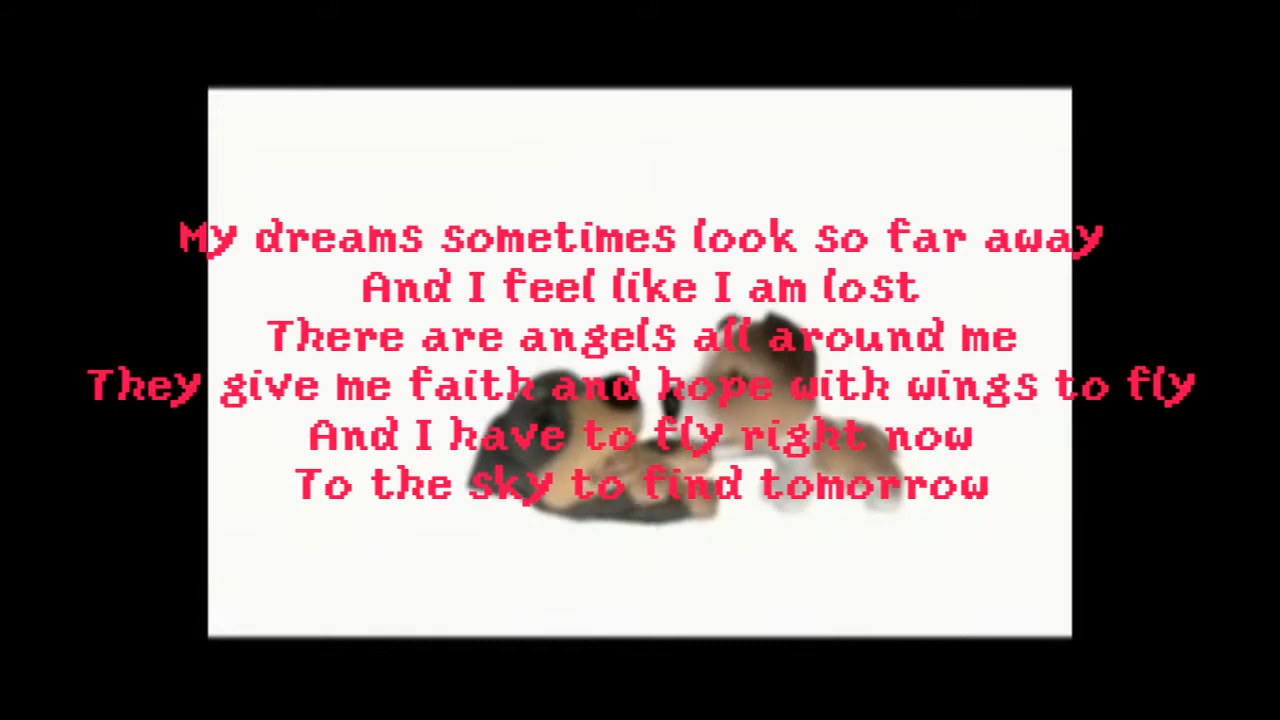 My dreams sometimes look so far away
And I feel like I am lost
There are angels all around me
They give me faith and hope with wings to fly
And I have to fly right now
To the sky to find tomorrow